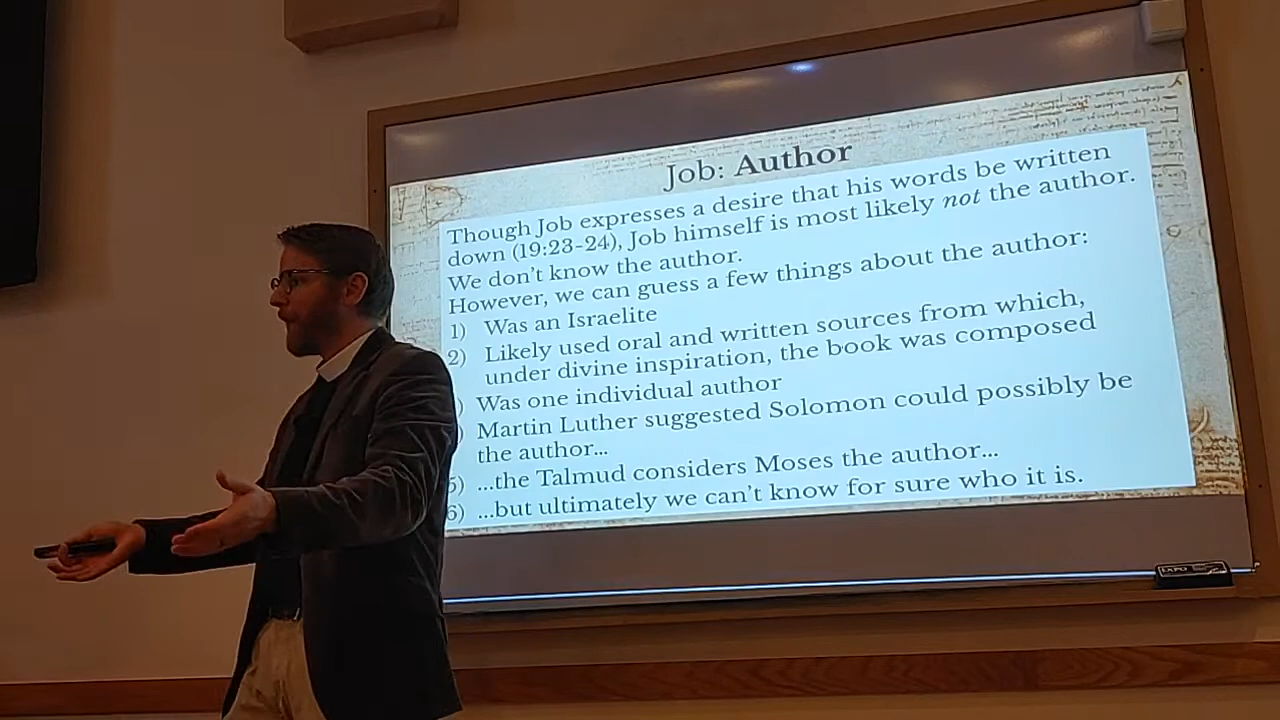 Job: Author
Though Job expresses a desire that his words be written
down (19:23-24), Job himself is most likely not the author.
We don't know the author.
However, we can guess a few things about the author:
1) Was an Israelite
2) Likely used oral and written sources from which,
under divine inspiration, the book was composed
) Was one individual author
) Martin Luther suggested Solomon could possibly be
the author...
5) ...the Talmud considers Moses the author...
6) ...but ultimately we can't know for sure who it is.
EXPO